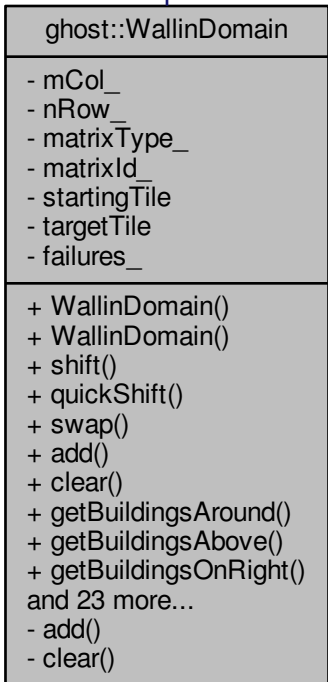 ghost::WallinDomain
- mCol_
- nRow_
- matrixType_
- matrixId_
- startingTile
- targetTile
- failures_
+ WallinDomain()
+ WallinDomain()
+ shift()
+ quickShift()
+ swap()
+ add()
+ clear()
+ getBuildingsAround()
+ getBuildingsAbove()
+ getBuildingsOnRight()
and 23 more...
- add()
- clear()